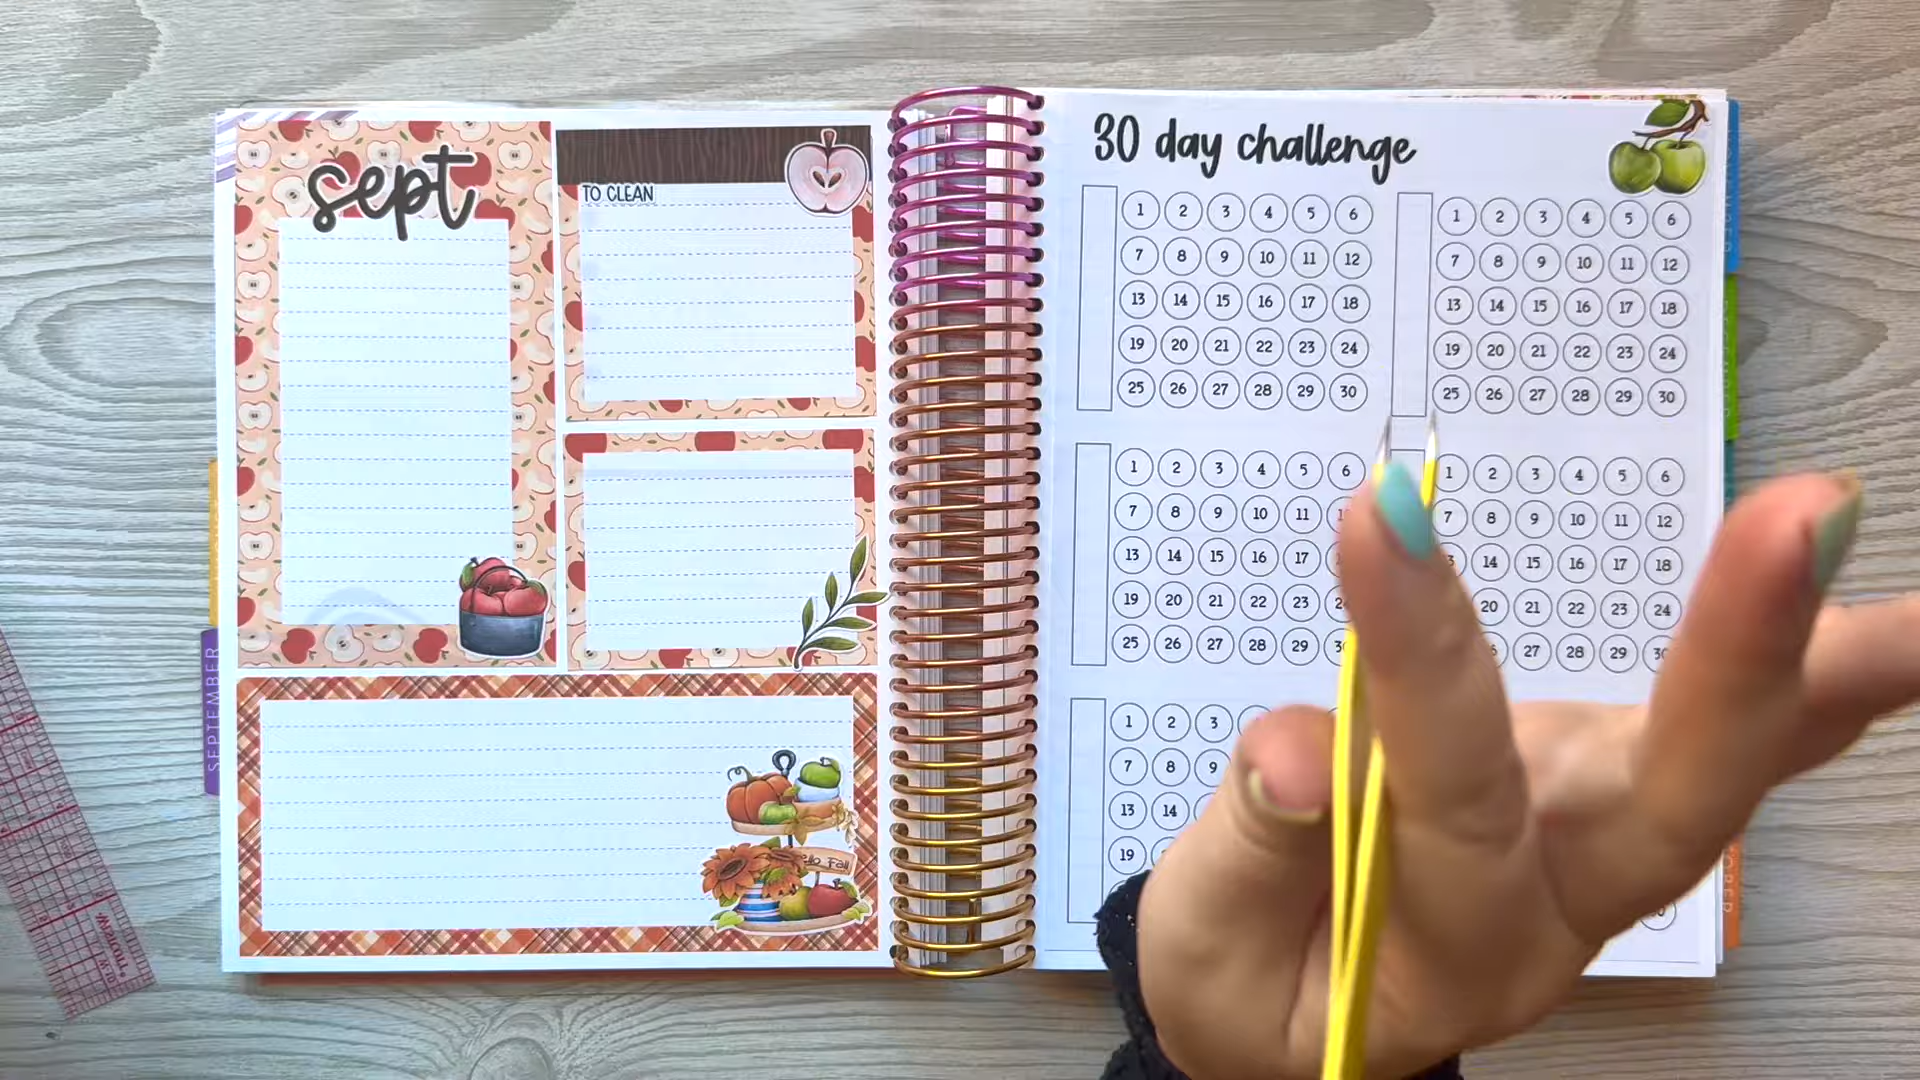 sept
TO CLEAN
SEPTEMBER
30 day challenge
1 2 3 4 5 6
7 8 9 10 11 12
13 14 15 16 17 18
19 20 21 22 23 24
25 26 27 28 29 30
1 2 3 4 5 6
7 8 9 10 11 12
13 14 15 16 17 18
19 20 21 22 23 24
25 26 27 28 29 30
1 2 3 4 5 6
7 8 9 10 11
13 14 15 16 17
19 20 21 22 23
25 26 27 28 29
1 2 3 4 5 6
7 8 9 10 11 12
14 15 16 17 18
20 21 22 23 24
27 28 29
1 2 3
7 8 9
13 14
19